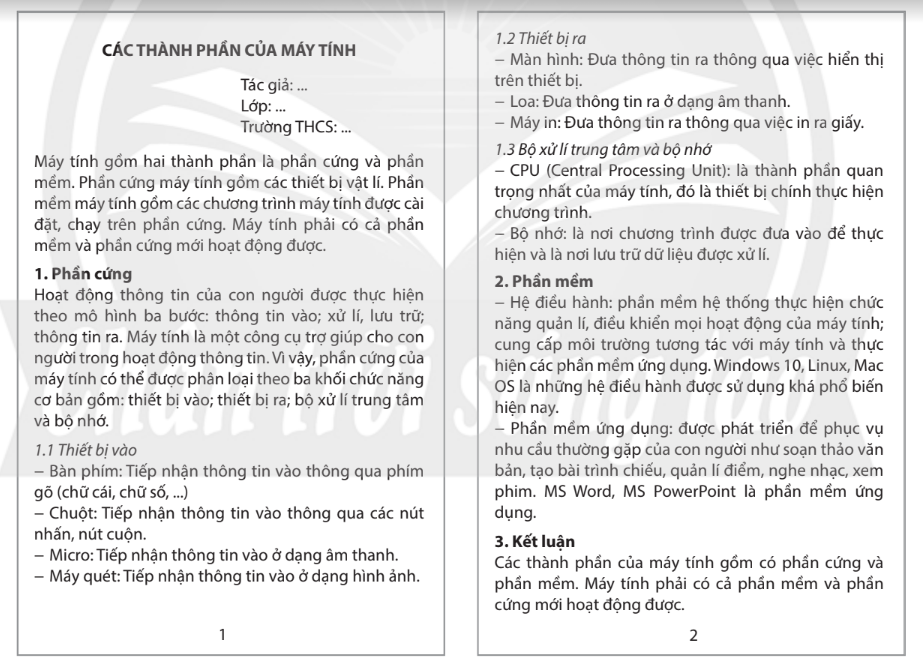 CÁC THÀNH PHẦN CỦA MÁY TÍNH
Tác giả: ...
Lớp: ...
Trường THCS: ...
Máy tính gồm hai thành phần là phần cứng và phần
mềm. Phần cứng máy tính gồm các thiết bị vật lí. Phần
mềm máy tính gồm các chương trình máy tính được cài
đặt, chạy trên phần cứng. Máy tính phải có cả phần
mềm và phần cứng mới hoạt động được.
1. Phần cứng
Hoạt động thông tin của con người được thực hiện
theo mô hình ba bước: thông tin vào; xử lí, lưu trữ;
thông tin ra. Máy tính là một công cụ trợ giúp cho con
người trong hoạt động thông tin. Vì vậy, phần cứng của
máy tính có thể được phân loại theo ba khối chức năng
cơ bản gồm: thiết bị vào; thiết bị ra; bộ xử lí trung tâm
và bộ nhớ.
1.1 Thiết bị vào
– Bàn phím: Tiếp nhận thông tin vào thông qua phím
gõ (chữ cái, chữ số, ...)
– Chuột: Tiếp nhận thông tin vào thông qua các nút
nhấn, nút cuộn.
– Micro: Tiếp nhận thông tin vào ở dạng âm thanh.
– Máy quét: Tiếp nhận thông tin vào ở dạng hình ảnh.
1
1.2 Thiết bị ra
– Màn hình: Đưa thông tin ra thông qua việc hiển thị
trên thiết bị.
– Loa: Đưa thông tin ra ở dạng âm thanh.
– Máy in: Đưa thông tin ra thông qua việc in ra giấy.
1.3 Bộ xử lí trung tâm và bộ nhớ
– CPU (Central Processing Unit): là thành phần quan
trọng nhất của máy tính, đó là thiết bị chính thực hiện
chương trình.
– Bộ nhớ: là nơi chương trình được đưa vào để thực
hiện và là nơi lưu trữ dữ liệu được xử lí.
2. Phần mềm
– Hệ điều hành: phần mềm hệ thống thực hiện chức
năng quản lí, điều khiển mọi hoạt động của máy tính;
cung cấp môi trường tương tác với máy tính và thực
hiện các phần mềm ứng dụng. Windows 10, Linux, Mac
OS là những hệ điều hành được sử dụng khá phổ biến
hiện nay.
– Phần mềm ứng dụng: được phát triển để phục vụ
nhu cầu thường gặp của con người như soạn thảo văn
bản, tạo bài trình chiếu, quản lí điểm, nghe nhạc, xem
phim. MS Word, MS PowerPoint là phần mềm ứng
dụng.
3. Kết luận
Các thành phần của máy tính gồm có phần cứng và
phần mềm. Máy tính phải có cả phần mềm và phần
cứng mới hoạt động được.
2